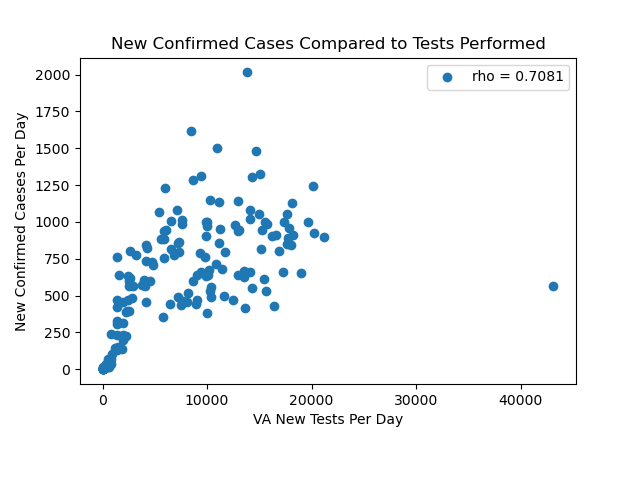 New Confirmed Cases Compared to Tests Performed
rho = 0.7081
2000
1750
1500
1250
1000
750
500
250
0
New Confirmed Caeses Per Day
0 10000 20000 30000 40000
VA New Tests Per Day